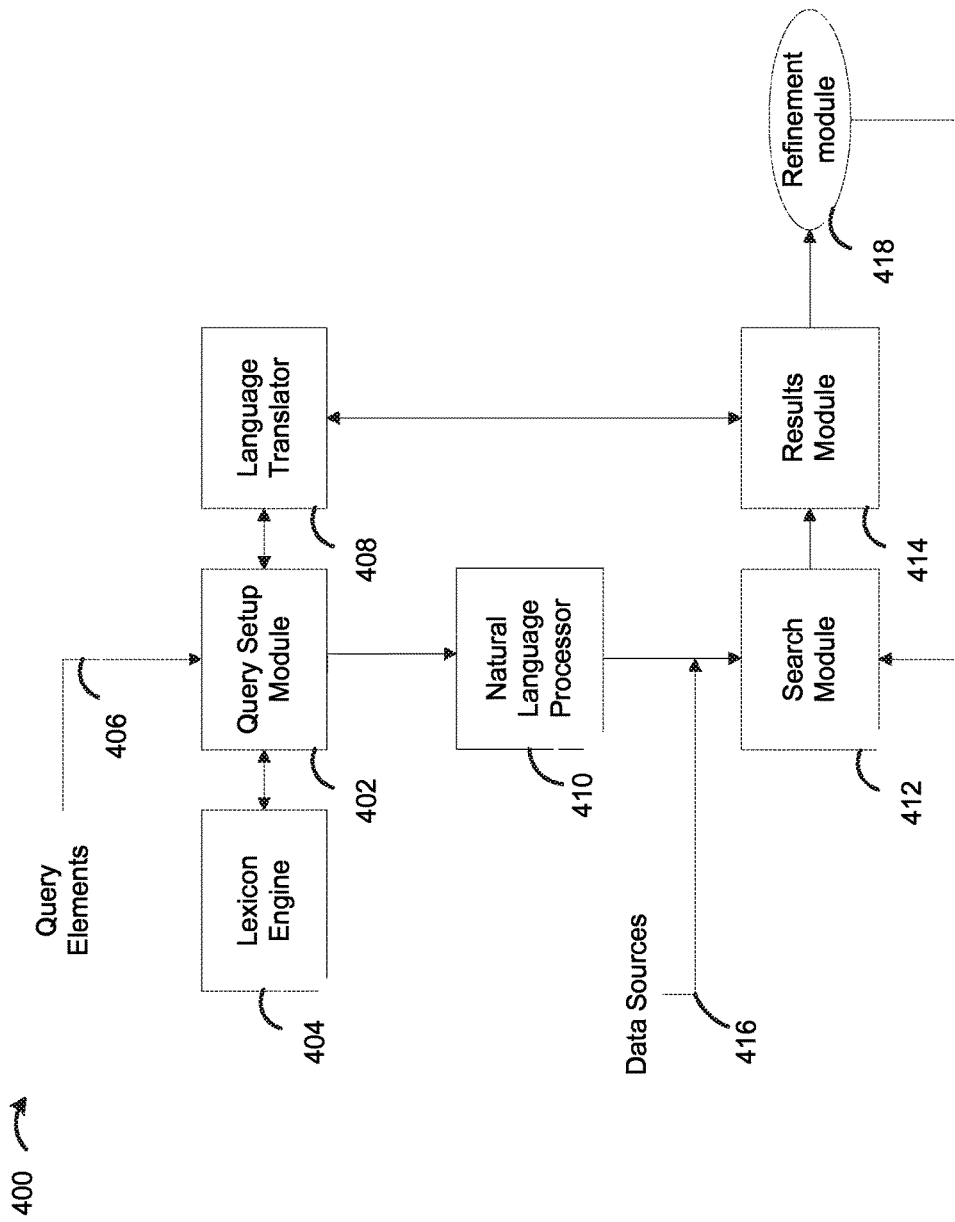 400
Query
Elements
406
Lexicon
Engine
404
Query Setup
Module
402
Language
Translator
408
Natural
Language
Processor
410
Data Sources
416
Search
Module
412
Results
Module
414
Refinement
module
418